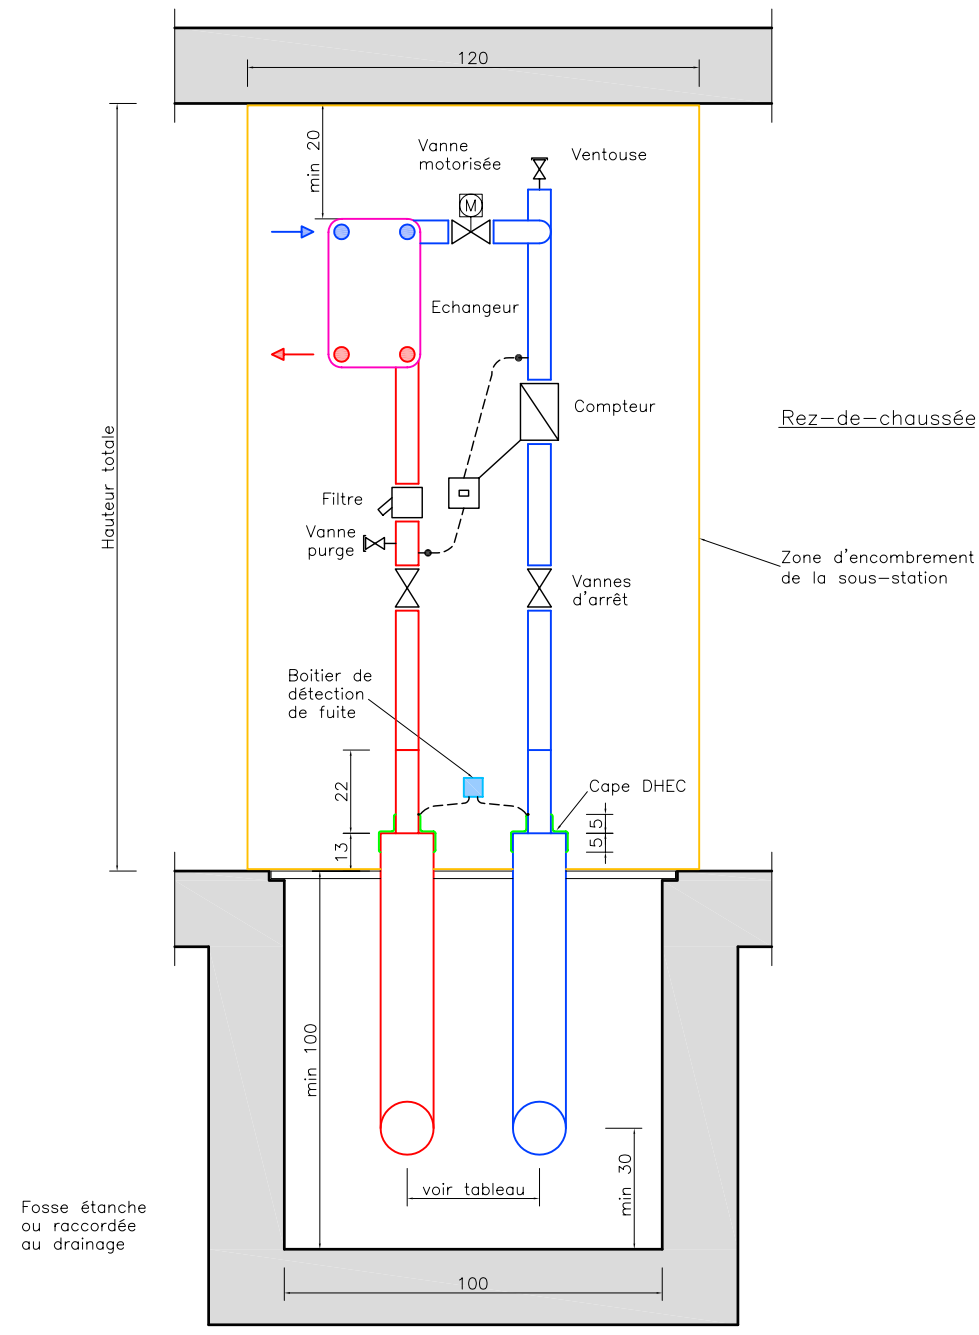 120
min 20
Vanne
motorisée
Ventouse
M
Echangeur
Compteur
Rez-de-chaussée
Hauteur totale
Filtre
Vanne
purge
Zone d'encombrement
de la sous-station
Vannes
d'arrêt
Boitier de
détection
de fuite
22
Cape DHEC
5
5
13
min 100
min 30
voir tableau
Fosse étanche
ou raccordée
au drainage
100